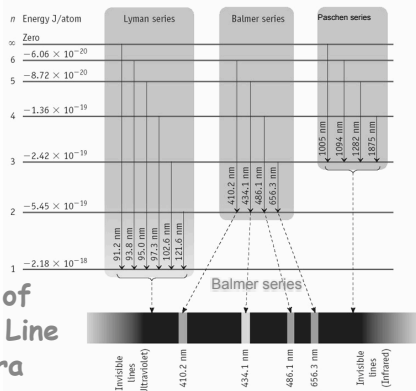 n Energy J/atom
Lyman series
Balmer series
Paschen series
Zero
∞
-6.06 × 10⁻²⁰
6
-8.72 × 10⁻²⁰
5
-1.36 × 10⁻¹⁹
4
-2.42 × 10⁻¹⁹
3
-5.45 × 10⁻¹⁹
2
-2.18 × 10⁻¹⁸
1
91.2 nm
93.8 nm
95.0 nm
97.3 nm
102.6 nm
121.6 nm
410.2 nm
434.1 nm
486.1 nm
656.3 nm
1005 nm
1094 nm
1282 nm
1875 nm
Balmer series
of
Line
ra
Invisible
lines
ltraviolet)
410.2 nm
434.1 nm
486.1 nm
656.3 nm
Invisible
lines
(Infrared)